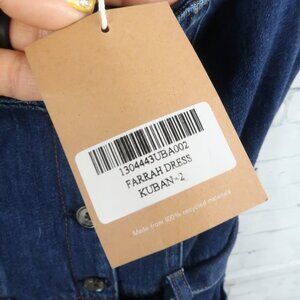 1304443UBA002
FARRAH DRESS
KUBAN-2
Made from 100% recycled materials